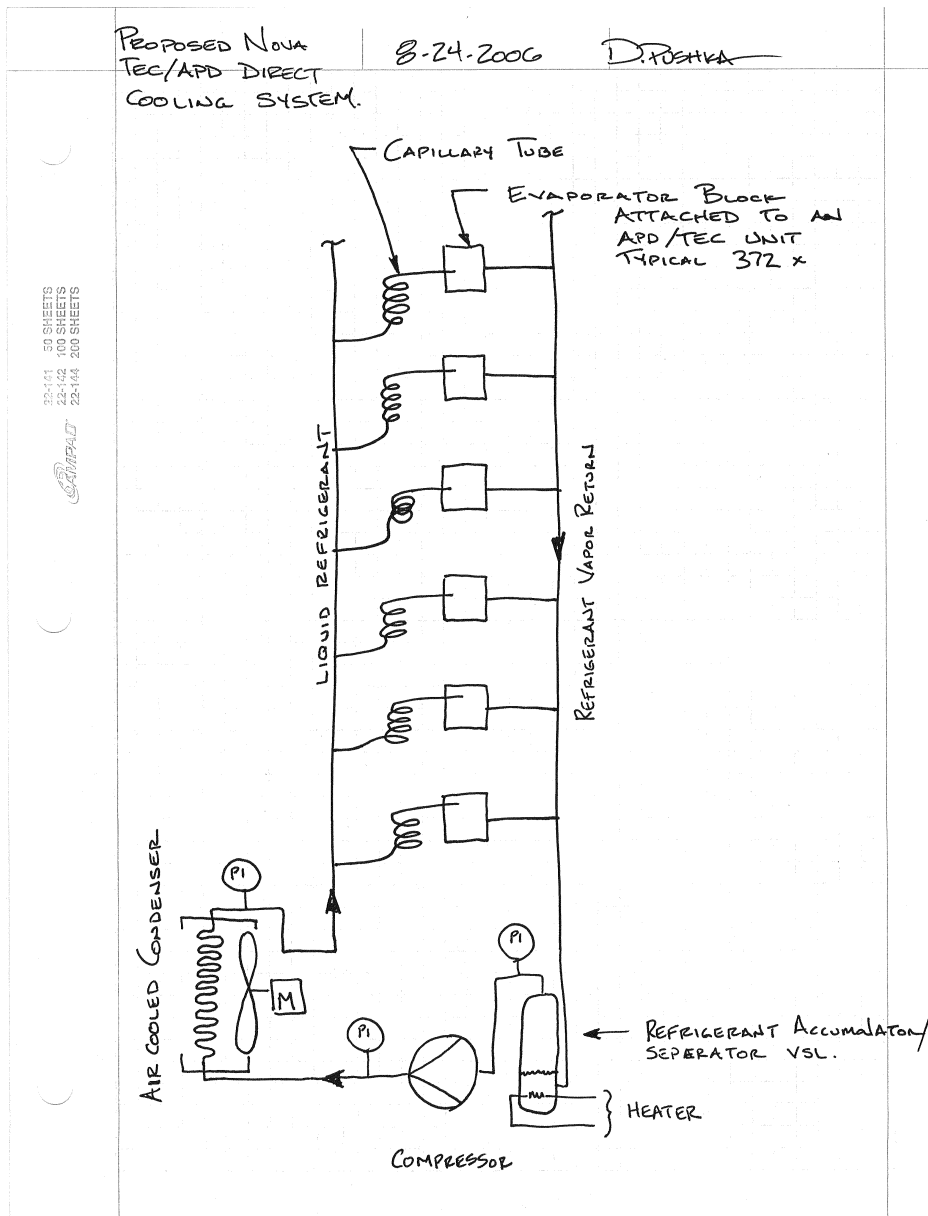 PROPOSED NOVA
TEC/APD DIRECT
COOLING SYSTEM.
8-24-2006
D. PUSHKA
CAPILLARY TUBE
EVAPORATOR BLOCK
ATTACHED TO AN
APD/TEC UNIT
TYPICAL 372 x
22-141 50 SHEETS
22-142 100 SHEETS
22-144 200 SHEETS
AMPAD
LIQUID REFRIGERANT
REFRIGERANT VAPOR RETURN
AIR COOLED CONDENSER
PI
M
PI
PI
REFRIGERANT ACCUMULATOR/
SEPERATOR VSL.
HEATER
COMPRESSOR